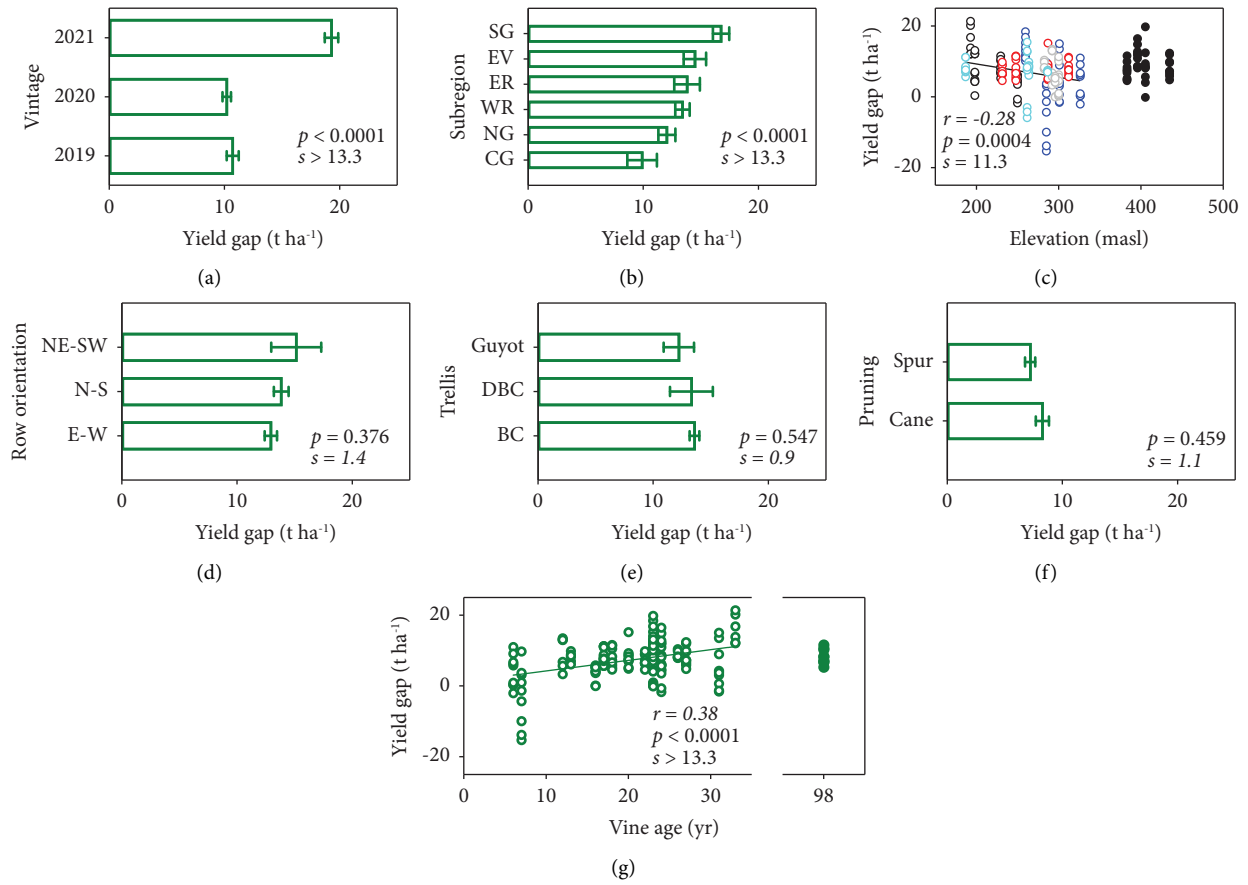 2021
2020
2019
Vintage
p < 0.0001
s > 13.3
0 10 20
Yield gap (t ha⁻¹)
(a)
SG
EV
ER
WR
NG
CG
Subregion
p < 0.0001
s > 13.3
0 10 20
Yield gap (t ha⁻¹)
(b)
20
0
-20
Yield gap (t ha⁻¹)
r = -0.28
p = 0.0004
s = 11.3
200 300 400 500
Elevation (masl)
(c)
NE-SW
N-S
E-W
Row orientation
p = 0.376
s = 1.4
0 10 20
Yield gap (t ha⁻¹)
(d)
Guyot
DBC
BC
Trellis
p = 0.547
s = 0.9
0 10 20
Yield gap (t ha⁻¹)
(e)
Spur
Cane
Pruning
p = 0.459
s = 1.1
0 10 20
Yield gap (t ha⁻¹)
(f)
20
0
-20
Yield gap (t ha⁻¹)
r = 0.38
p < 0.0001
s > 13.3
0 10 20 30 98
Vine age (yr)
(g)